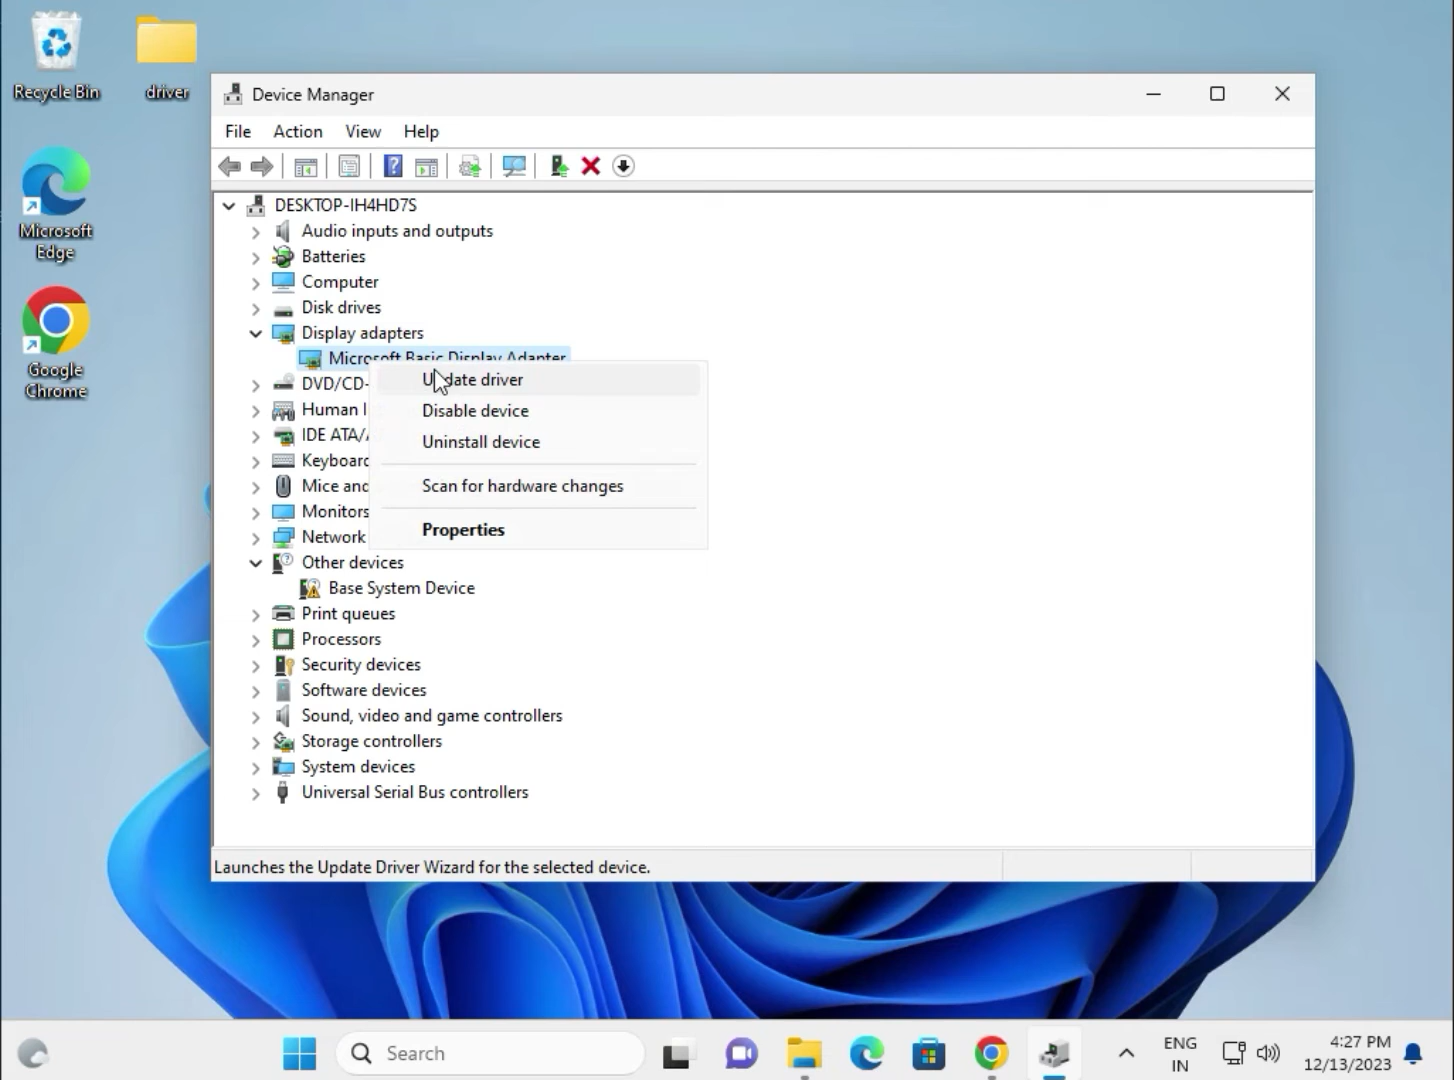 Recycle Bin
driver
Microsoft
Edge
Google
Chrome
Device Manager
File Action View Help
DESKTOP-IH4HD7S
Audio inputs and outputs
Batteries
Computer
Disk drives
Display adapters
Microsoft Basic Display Adapter
DVD/CD-
Human I
IDE ATA/A
Keyboard
Mice and
Monitors
Network
Update driver
Disable device
Uninstall device
Scan for hardware changes
Properties
Other devices
Base System Device
Print queues
Processors
Security devices
Software devices
Sound, video and game controllers
Storage controllers
System devices
Universal Serial Bus controllers
Launches the Update Driver Wizard for the selected device.
Search
ENG
IN
4:27 PM
12/13/2023